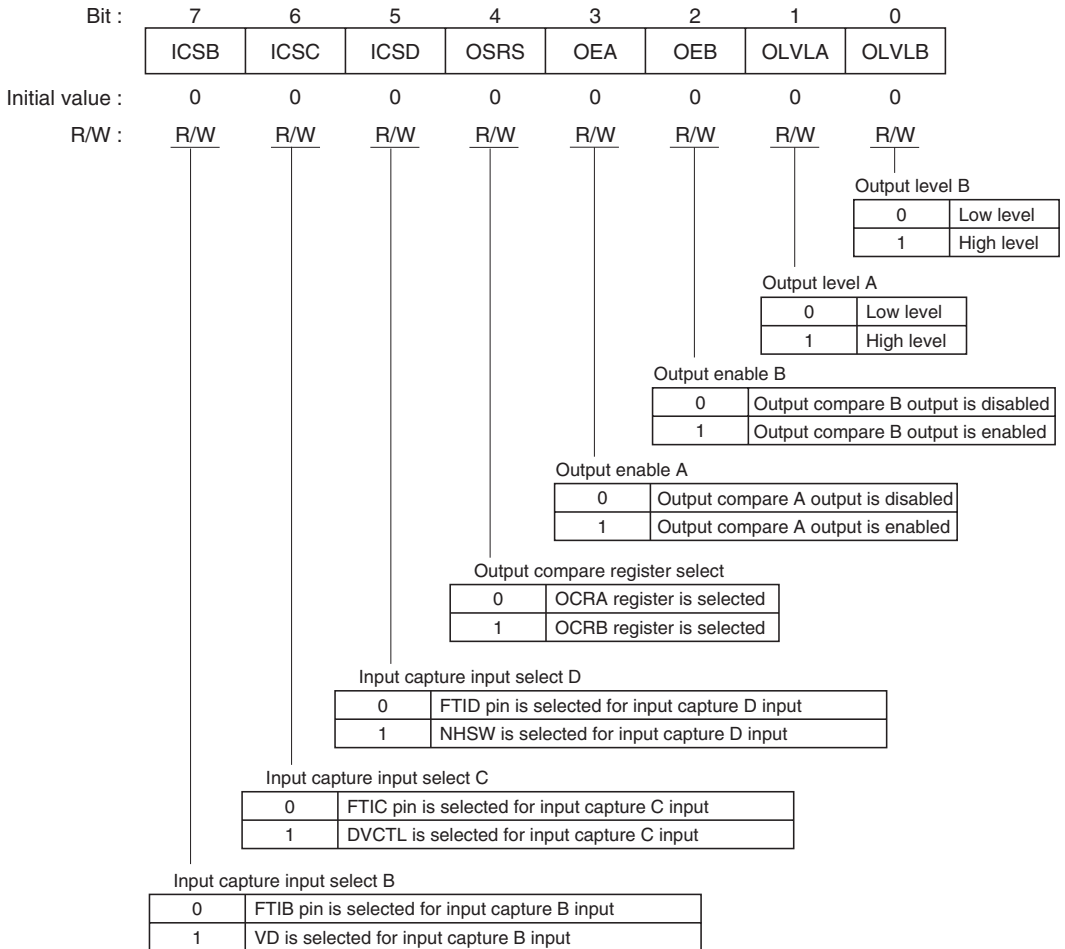 Bit : 7 6 5 4 3 2 1 0
ICSB ICSC ICSD OSRS OEA OEB OLVLA OLVLB
Initial value : 0 0 0 0 0 0 0 0
R/W : R/W R/W R/W R/W R/W R/W R/W R/W
Output level B
0 Low level
1 High level
Output level A
0 Low level
1 High level
Output enable B
0 Output compare B output is disabled
1 Output compare B output is enabled
Output enable A
0 Output compare A output is disabled
1 Output compare A output is enabled
Output compare register select
0 OCRA register is selected
1 OCRB register is selected
Input capture input select D
0 FTID pin is selected for input capture D input
1 NHSW is selected for input capture D input
Input capture input select C
0 FTIC pin is selected for input capture C input
1 DVCTL is selected for input capture C input
Input capture input select B
0 FTIB pin is selected for input capture B input
1 VD is selected for input capture B input